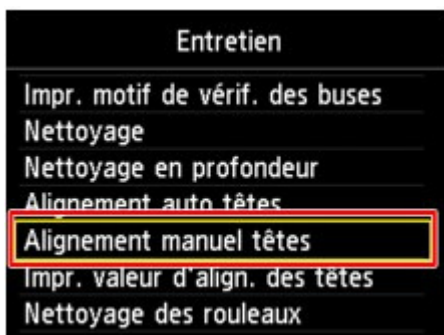 Entretien
Impr. motif de vérif. des buses
Nettoyage
Nettoyage en profondeur
Alignement auto têtes
Alignement manuel têtes
Impr. valeur d'align. des têtes
Nettoyage des rouleaux